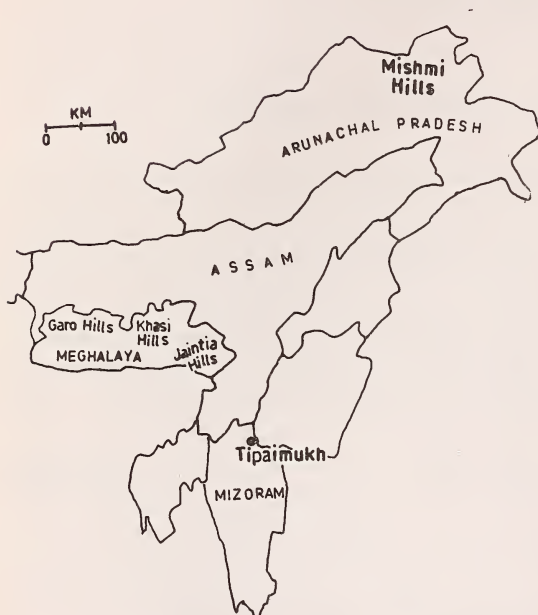 Mishmi
Hills
KM
0 100
ARUNACHAL PRADESH
ASSAM
Garo Hills
Khasi
Hills
Jaintia
Hills
MEGHALAYA
Tipaimukh
MIZORAM